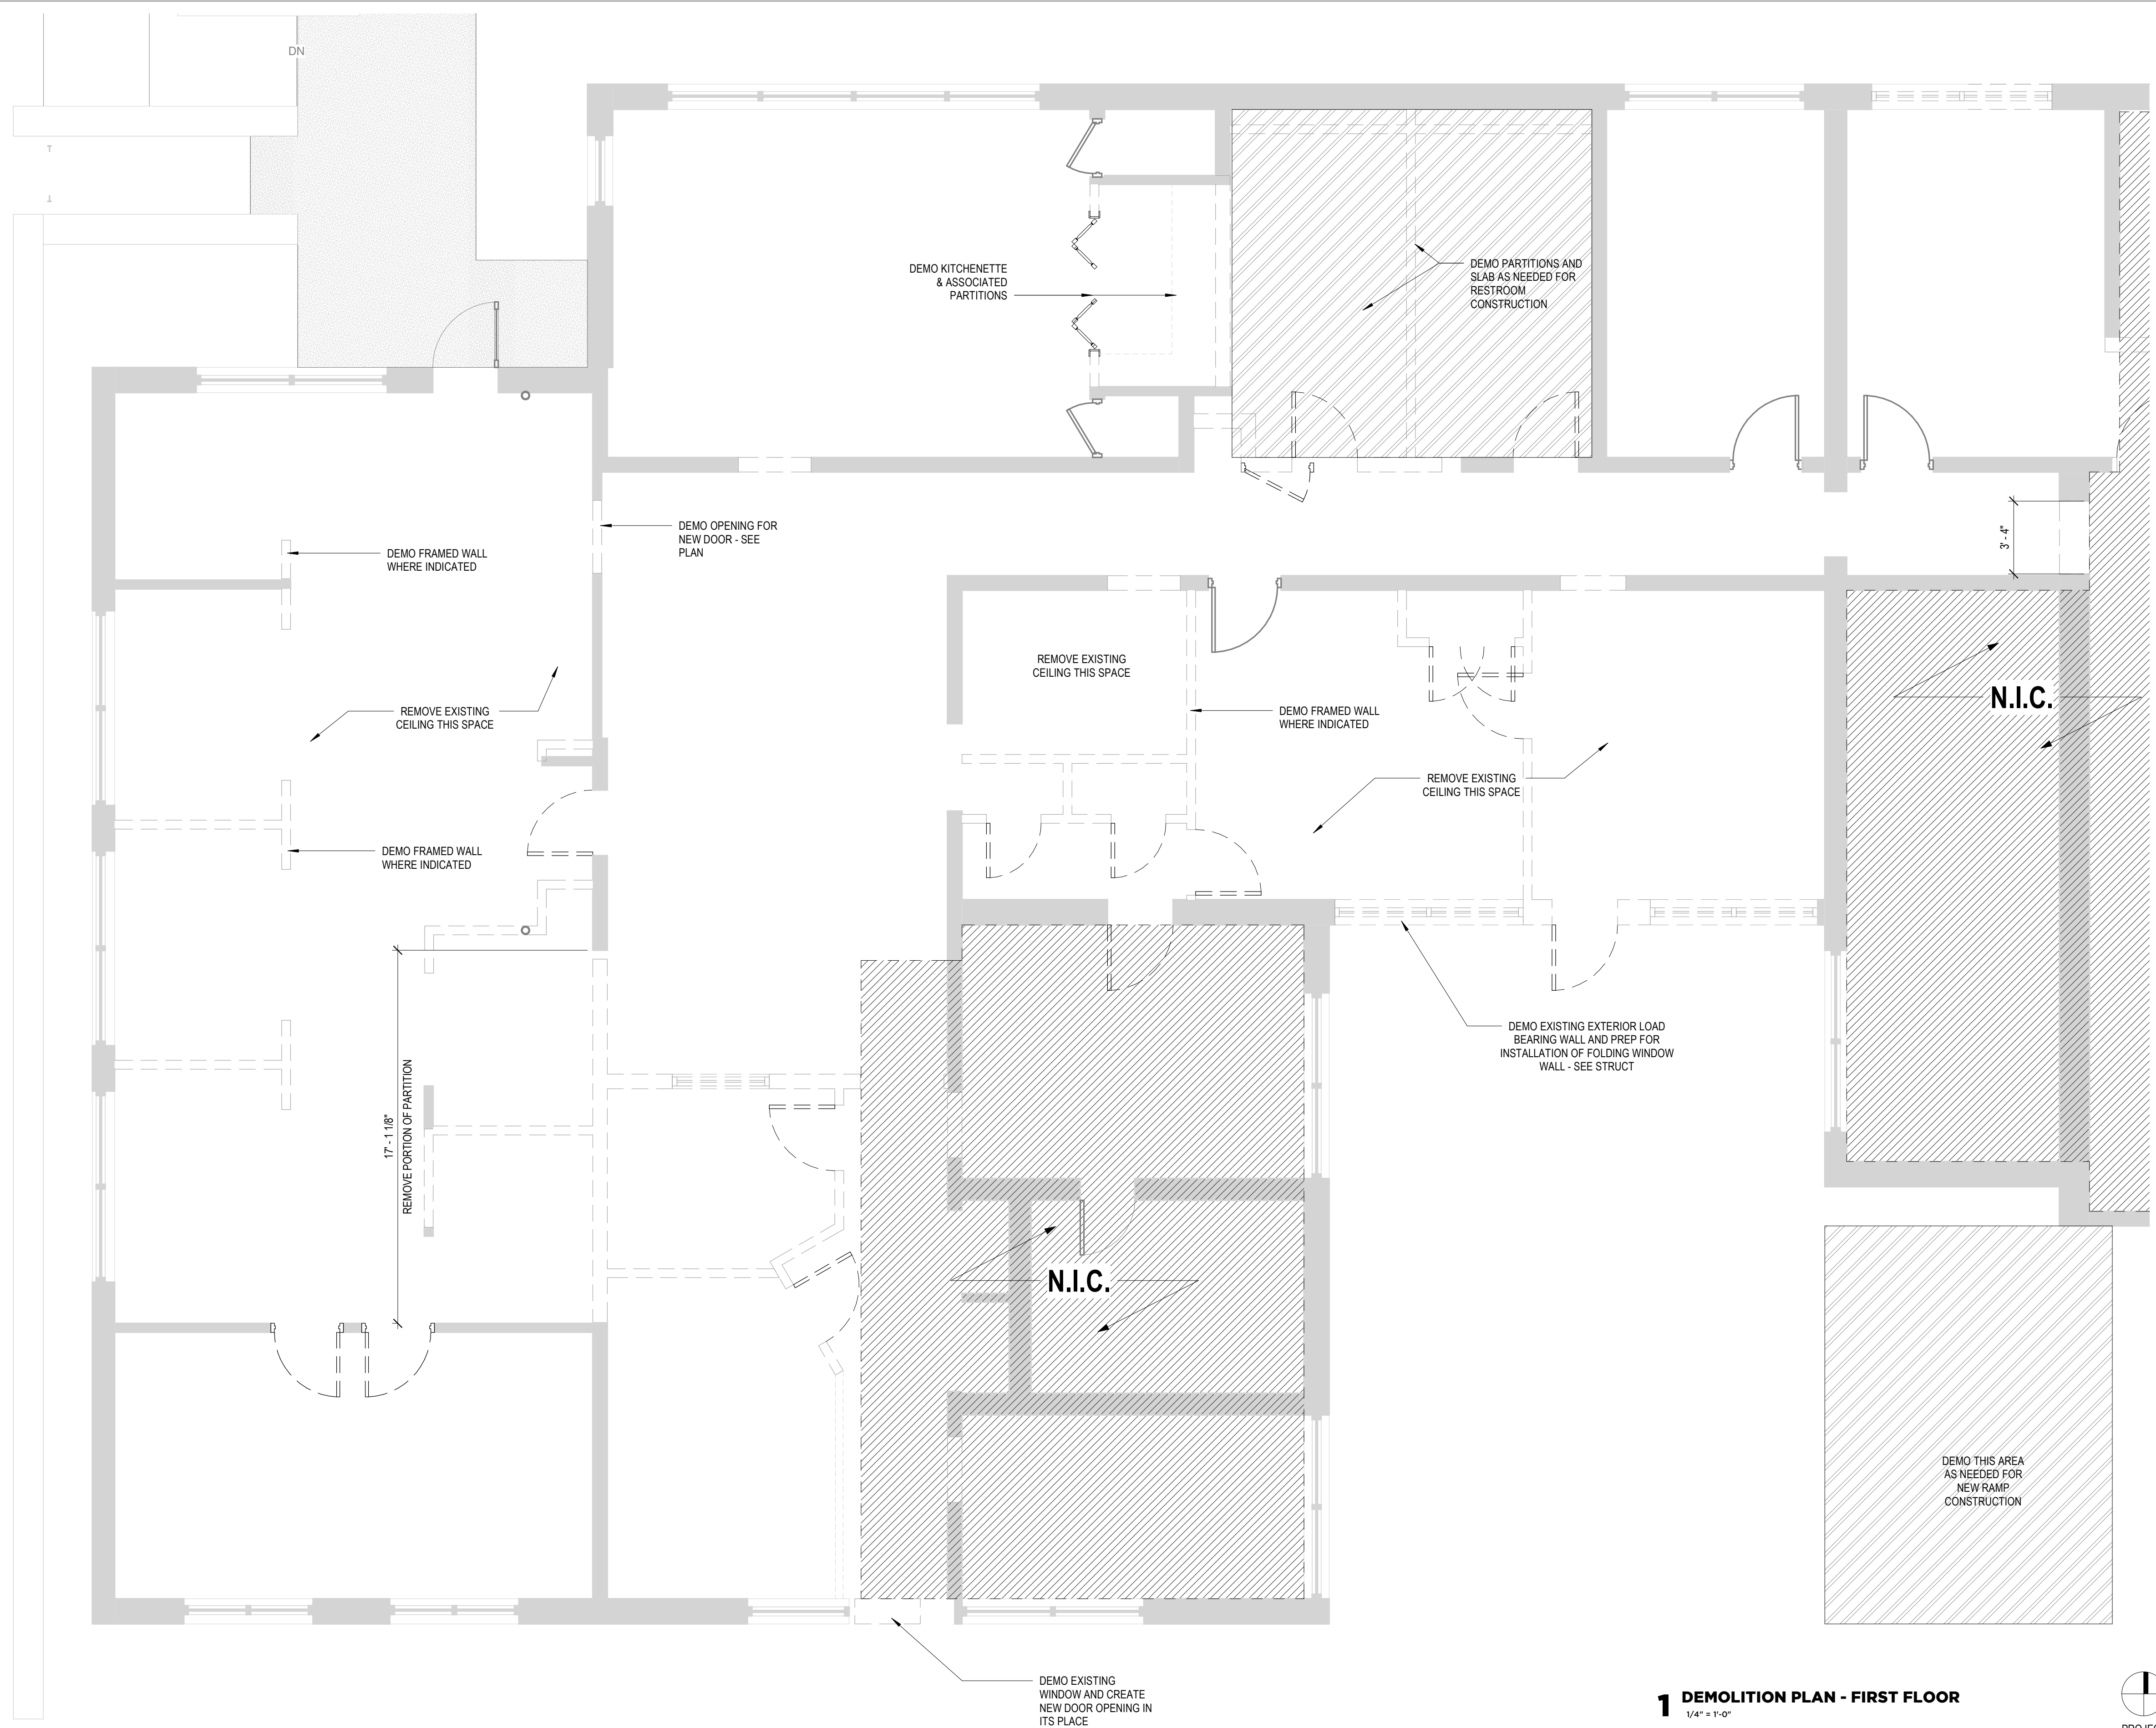 DN
DEMO KITCHENETTE
& ASSOCIATED
PARTITIONS
DEMO PARTITIONS AND
SLAB AS NEEDED FOR
RESTROOM
CONSTRUCTION
DEMO OPENING FOR
NEW DOOR - SEE
PLAN
3' - 4"
DEMO FRAMED WALL
WHERE INDICATED
REMOVE EXISTING
CEILING THIS SPACE
N.I.C.
REMOVE EXISTING
CEILING THIS SPACE
DEMO FRAMED WALL
WHERE INDICATED
REMOVE EXISTING
CEILING THIS SPACE
DEMO FRAMED WALL
WHERE INDICATED
DEMO EXISTING EXTERIOR LOAD
BEARING WALL AND PREP FOR
INSTALLATION OF FOLDING WINDOW
WALL - SEE STRUCT
17' - 1 1/8"
REMOVE PORTION OF PARTITION
N.I.C.
DEMO THIS AREA
AS NEEDED FOR
NEW RAMP
CONSTRUCTION
DEMO EXISTING
WINDOW AND CREATE
NEW DOOR OPENING IN
ITS PLACE
1 DEMOLITION PLAN - FIRST FLOOR
1/4" = 1'-0"